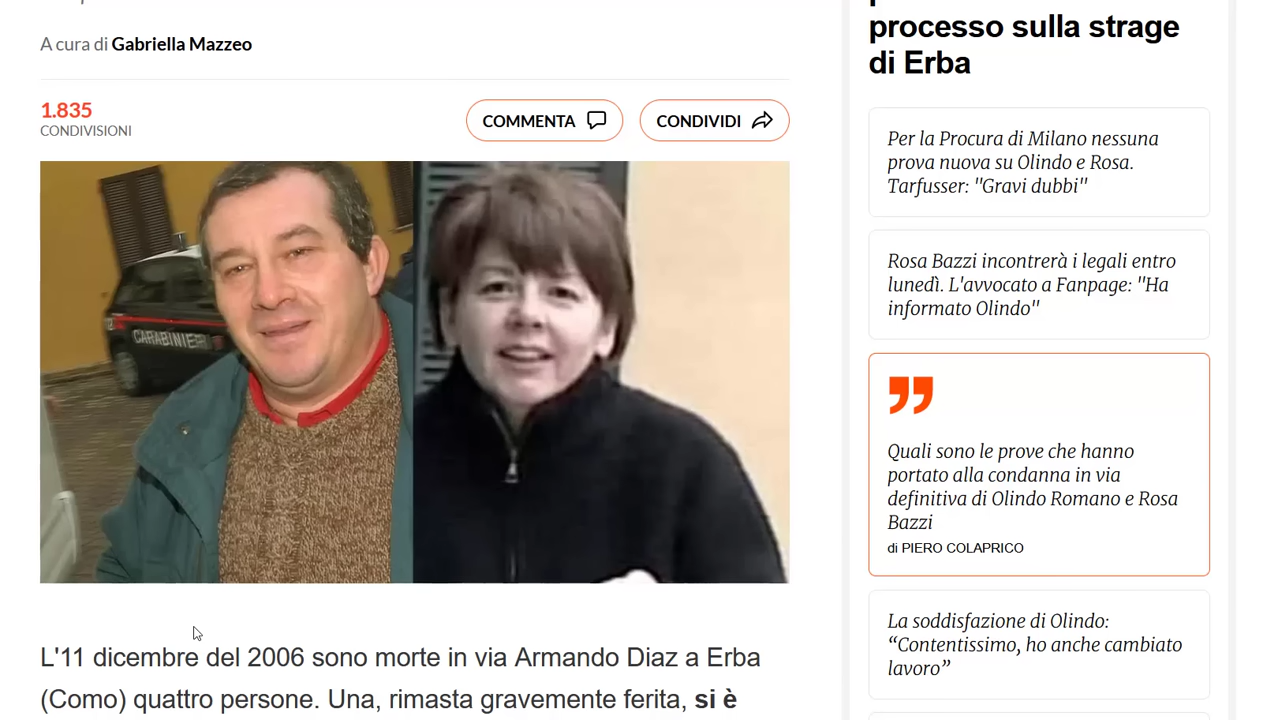 A cura di Gabriella Mazzeo
1.835
CONDIVISIONI
COMMENTA
CONDIVIDI
CARABINIERI
L'11 dicembre del 2006 sono morte in via Armando Diaz a Erba
(Como) quattro persone. Una, rimasta gravemente ferita, si è
processo sulla strage
di Erba
Per la Procura di Milano nessuna
prova nuova su Olindo e Rosa.
Tarfusser: "Gravi dubbi"
Rosa Bazzi incontrerà i legali entro
lunedì. L'avvocato a Fanpage: "Ha
informato Olindo"
Quali sono le prove che hanno
portato alla condanna in via
definitiva di Olindo Romano e Rosa
Bazzi
di PIERO COLAPRICO
La soddisfazione di Olindo:
“Contentissimo, ho anche cambiato
lavoro”